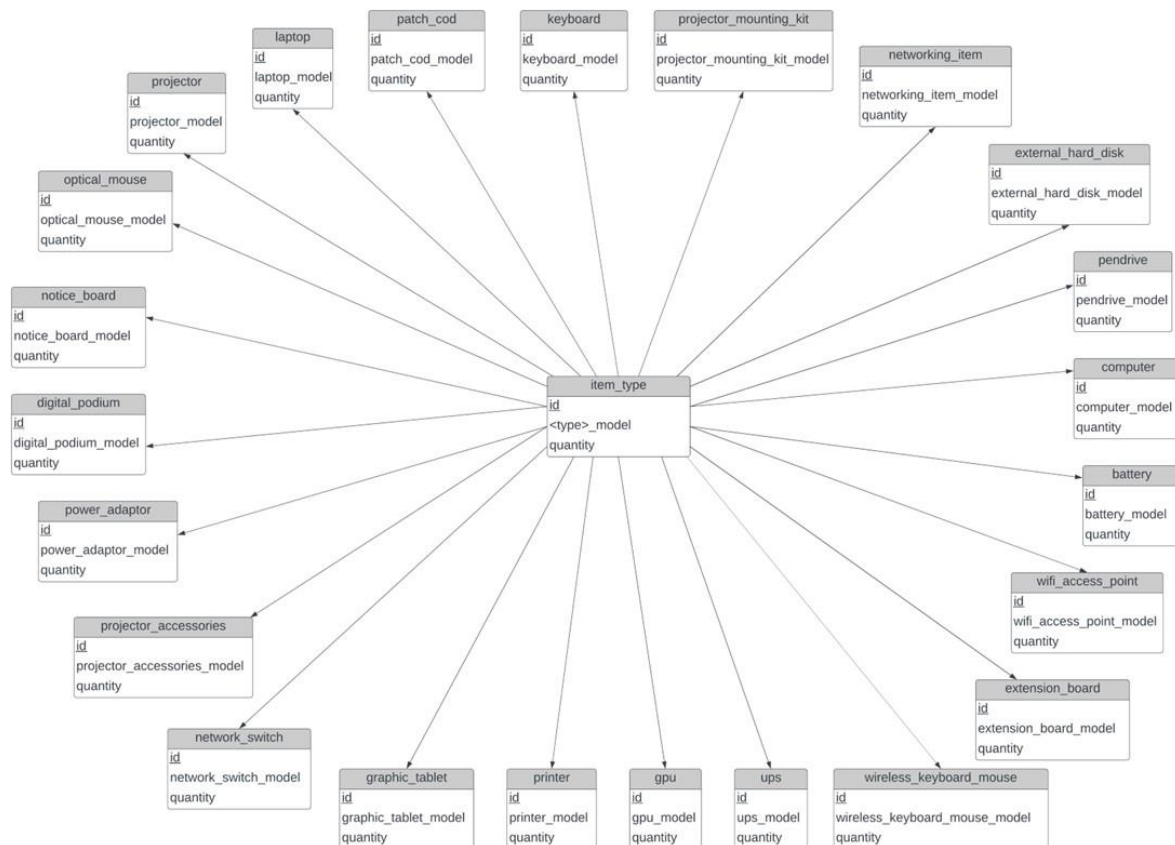 patch_cod
id
patch_cod_model
quantity
keyboard
id
keyboard_model
quantity
projector_mounting_kit
id
projector_mounting_kit_model
quantity
laptop
id
laptop_model
quantity
networking_item
id
networking_item_model
quantity
projector
id
projector_model
quantity
external_hard_disk
id
external_hard_disk_model
quantity
optical_mouse
id
optical_mouse_model
quantity
pendrive
id
pendrive_model
quantity
notice_board
id
notice_board_model
quantity
computer
id
computer_model
quantity
item_type
id
<type>_model
quantity
digital_podium
id
digital_podium_model
quantity
battery
id
battery_model
quantity
power_adaptor
id
power_adaptor_model
quantity
wifi_access_point
id
wifi_access_point_model
quantity
projector_accessories
id
projector_accessories_model
quantity
extension_board
id
extension_board_model
quantity
network_switch
id
network_switch_model
quantity
graphic_tablet
id
graphic_tablet_model
quantity
printer
id
printer_model
quantity
gpu
id
gpu_model
quantity
ups
id
ups_model
quantity
wireless_keyboard_mouse
id
wireless_keyboard_mouse_model
quantity